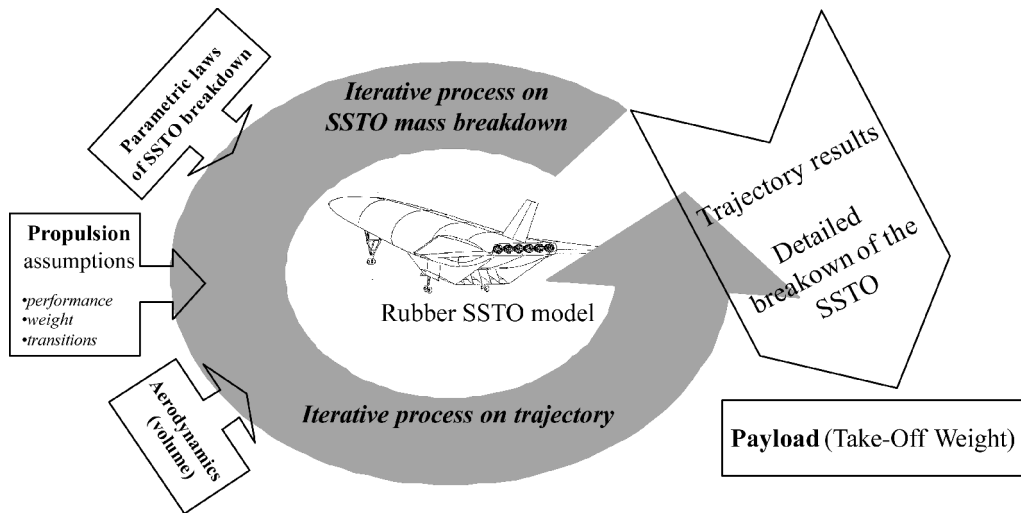 Parametric laws
of SSTO breakdown
Iterative process on
SSTO mass breakdown
Propulsion
assumptions
•performance
•weight
•transitions
Rubber SSTO model
Trajectory results
Detailed
breakown of the
SSTO
Aerodynamics
(volume)
Iterative process on trajectory
Payload (Take-Off Weight)